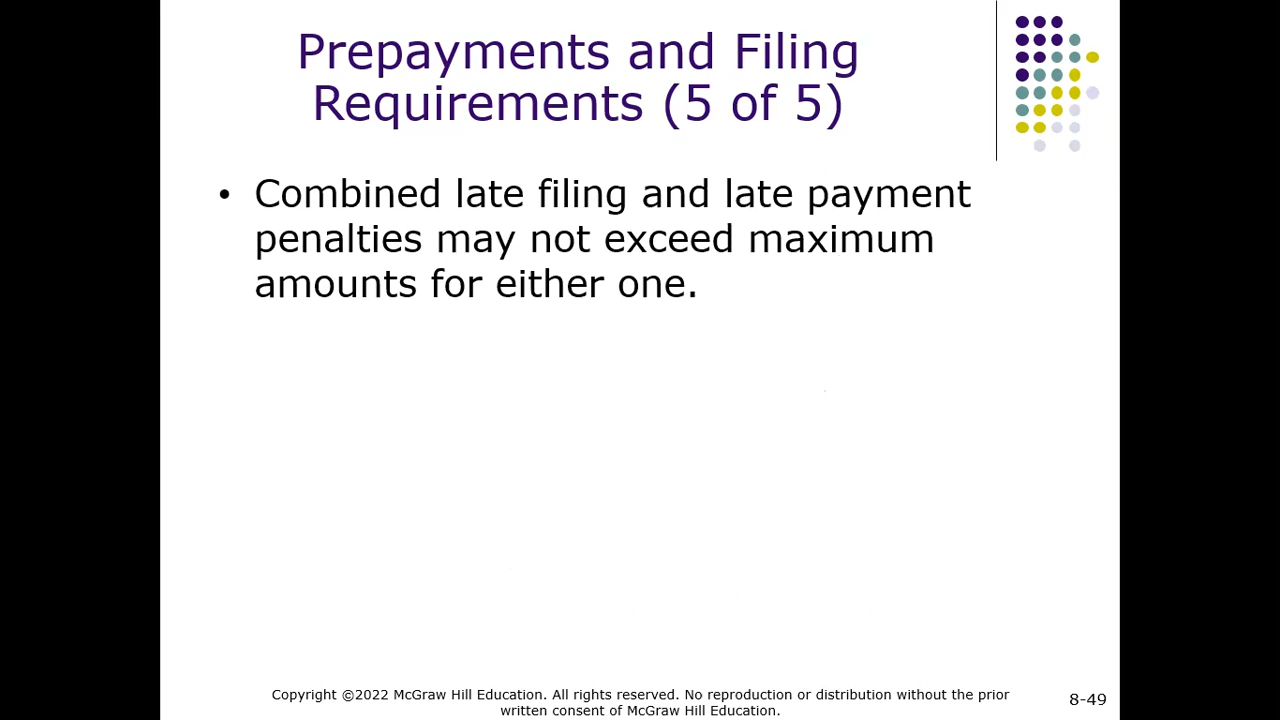 Prepayments and Filing
Requirements (5 of 5)
• Combined late filing and late payment
penalties may not exceed maximum
amounts for either one.
Copyright ©2022 McGraw Hill Education. All rights reserved. No reproduction or distribution without the prior
written consent of McGraw Hill Education.
8-49